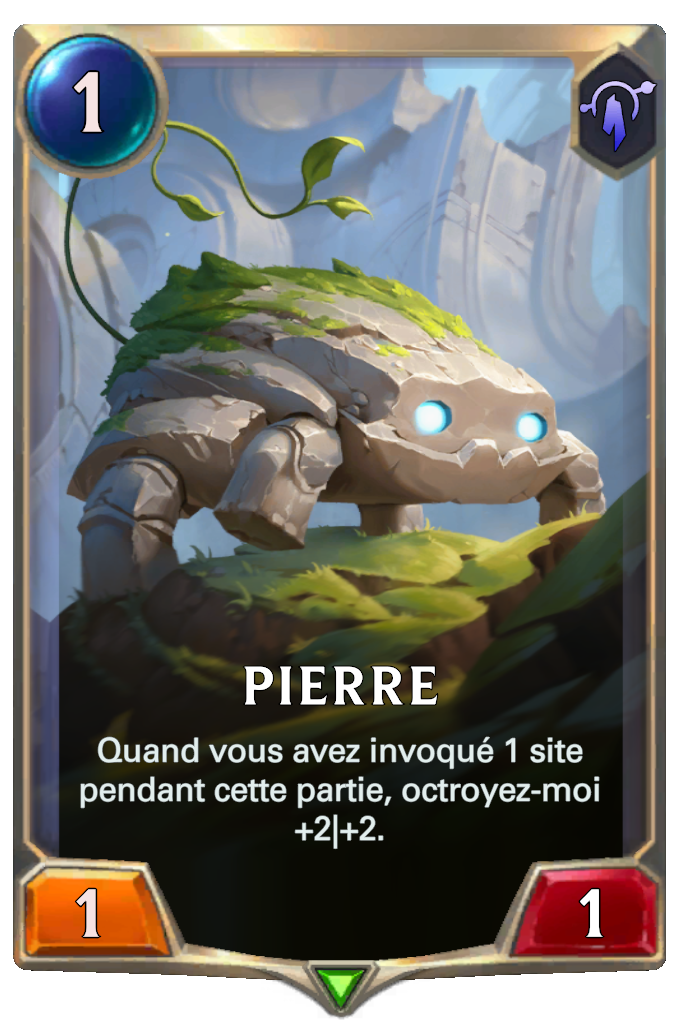 1
PIERRE
Quand vous avez invoqué 1 site
pendant cette partie, octroyez-moi
+2|+2.
1
1